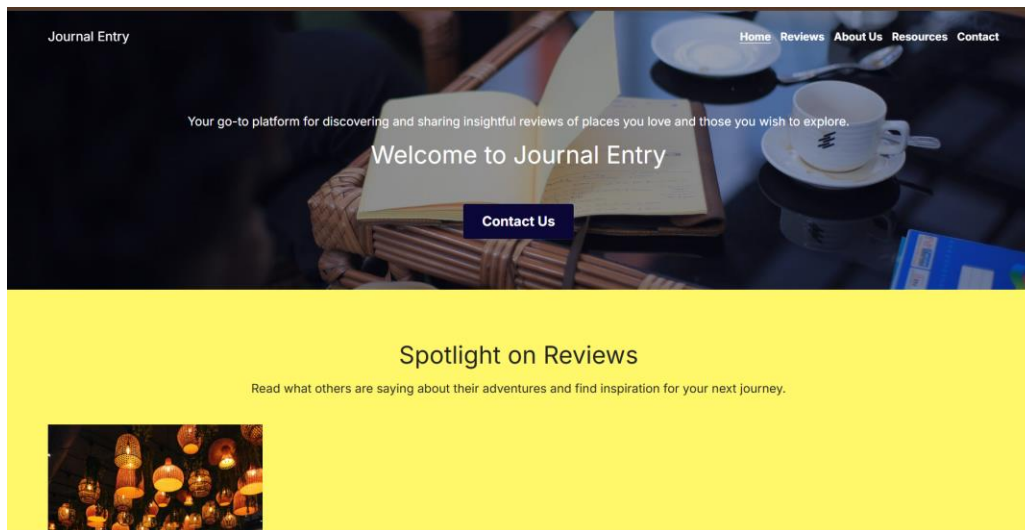 Journal Entry
Home Reviews About Us Resources Contact
Your go-to platform for discovering and sharing insightful reviews of places you love and those you wish to explore.
Welcome to Journal Entry
Contact Us
Spotlight on Reviews
Read what others are saying about their adventures and find inspiration for your next journey.